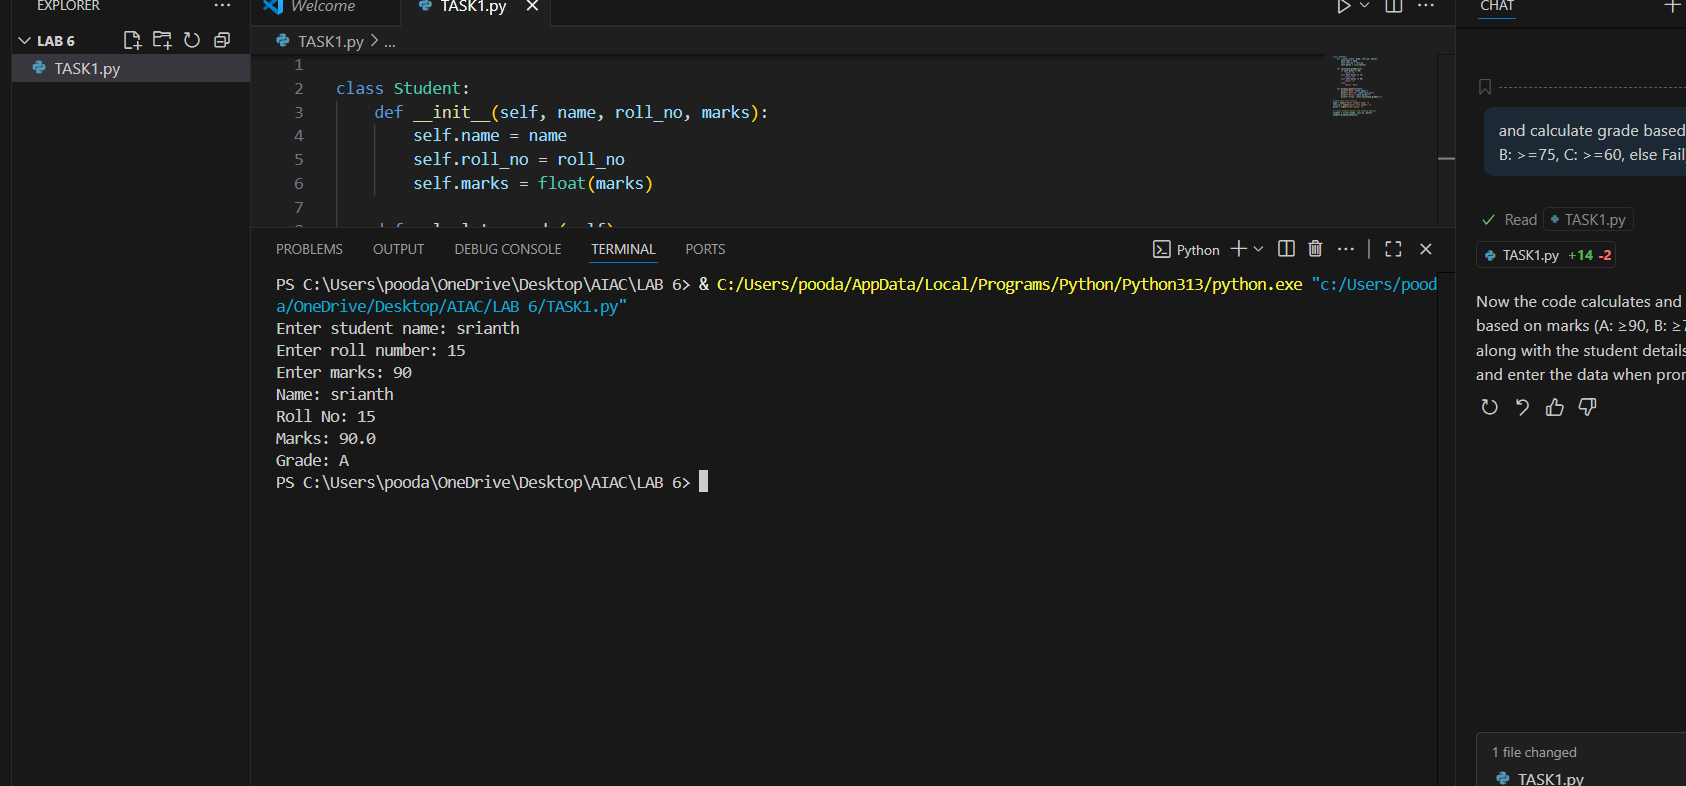 EXPLORER
LAB 6
TASK1.py
Welcome
TASK1.py
TASK1.py > ...
1
2 class Student:
3 def __init__(self, name, roll_no, marks):
4 self.name = name
5 self.roll_no = roll_no
6 self.marks = float(marks)
7
PROBLEMS OUTPUT DEBUG CONSOLE TERMINAL PORTS
Python
PS C:\Users\pooda\OneDrive\Desktop\AIAC\LAB 6> & C:/Users/pooda/AppData/Local/Programs/Python/Python313/python.exe "c:/Users/pood
a/OneDrive/Desktop/AIAC/LAB 6/TASK1.py"
Enter student name: srianth
Enter roll number: 15
Enter marks: 90
Name: srianth
Roll No: 15
Marks: 90.0
Grade: A
PS C:\Users\pooda\OneDrive\Desktop\AIAC\LAB 6>
CHAT
and calculate grade based
B: >=75, C: >=60, else Fail
Read TASK1.py
TASK1.py +14 -2
Now the code calculates and
based on marks (A: ≥90, B: ≥7
along with the student details
and enter the data when pro
1 file changed
TASK1.py